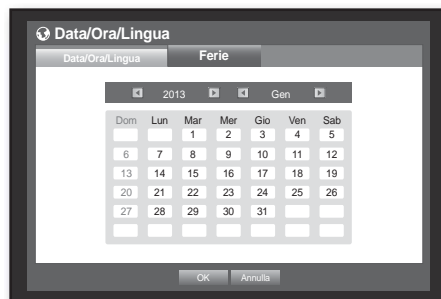 Data/Ora/Lingua
Data/Ora/Lingua Ferie
2013 Gen
Dom Lun Mar Mer Gio Ven Sab
1 2 3 4 5
6 7 8 9 10 11 12
13 14 15 16 17 18 19
20 21 22 23 24 25 26
27 28 29 30 31
OK Annulla